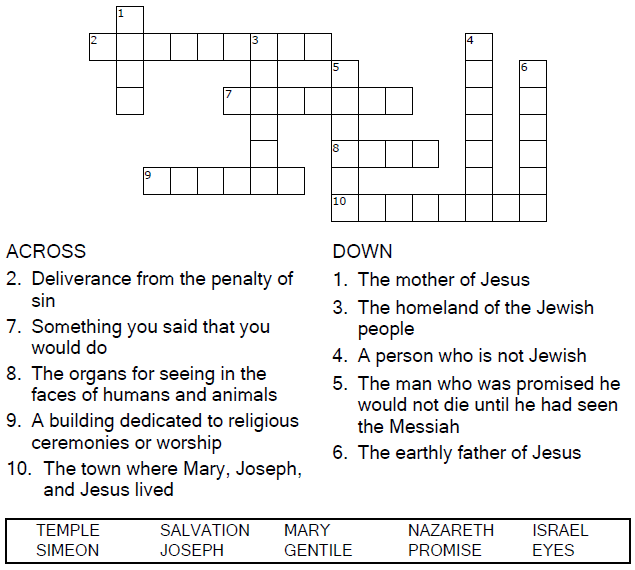 1
2 3 4
5 6
7
8
9
10
ACROSS
2. Deliverance from the penalty of
sin
7. Something you said that you
would do
8. The organs for seeing in the
faces of humans and animals
9. A building dedicated to religious
ceremonies or worship
10. The town where Mary, Joseph,
and Jesus lived
DOWN
1. The mother of Jesus
3. The homeland of the Jewish
people
4. A person who is not Jewish
5. The man who was promised he
would not die until he had seen
the Messiah
6. The earthly father of Jesus
TEMPLE SALVATION MARY NAZARETH ISRAEL
SIMEON JOSEPH GENTILE PROMISE EYES